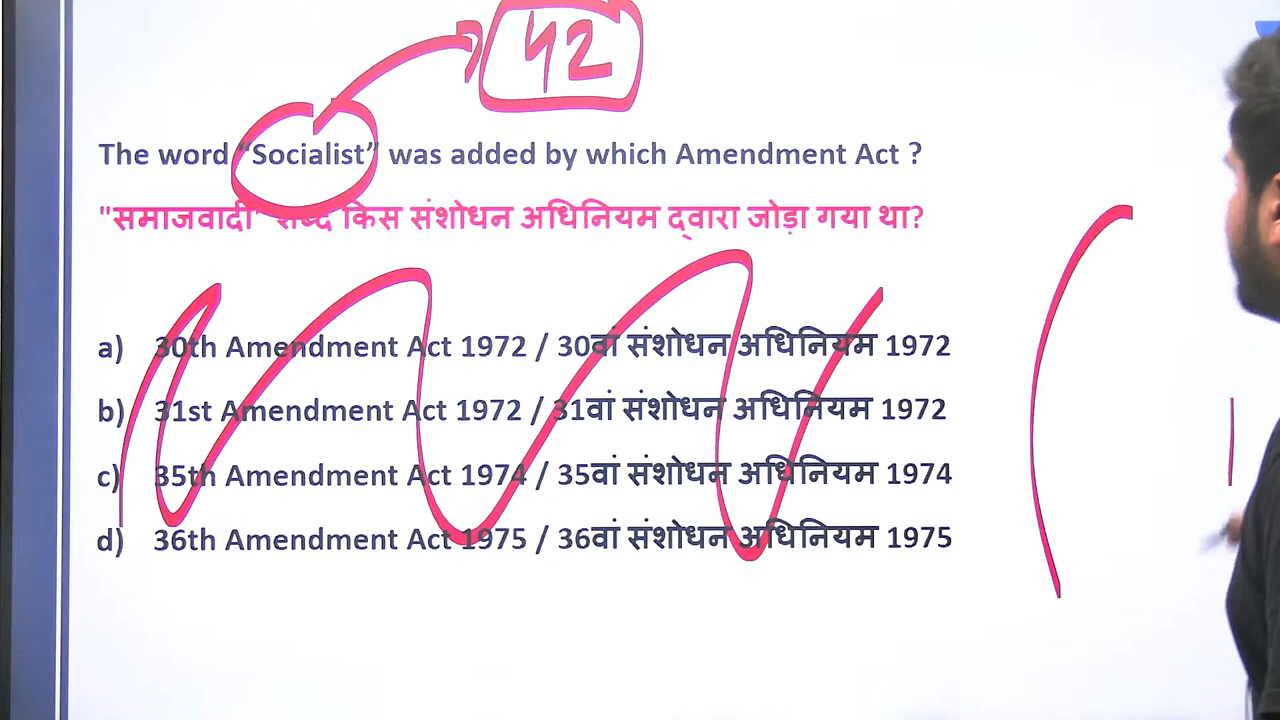 42
The word “Socialist” was added by which Amendment Act ?
"समाजवादी" शब्द किस संशोधन अधिनियम द्वारा जोड़ा गया था?
a) 30th Amendment Act 1972 / 30वां संशोधन अधिनियम 1972
b) 31st Amendment Act 1972 / 31वां संशोधन अधिनियम 1972
c) 35th Amendment Act 1974 / 35वां संशोधन अधिनियम 1974
d) 36th Amendment Act 1975 / 36वां संशोधन अधिनियम 1975